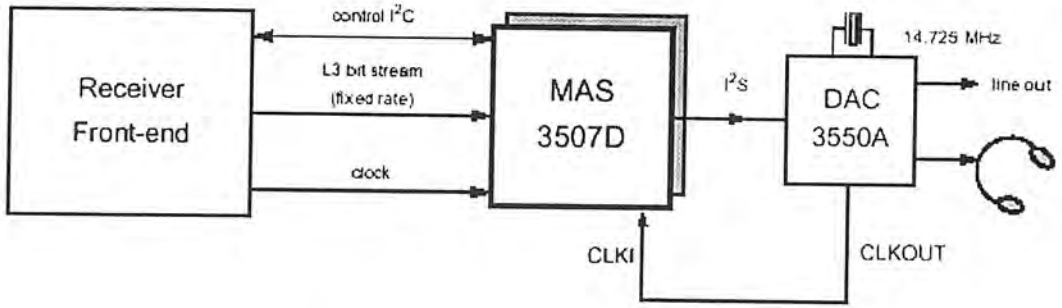 control I²C
L3 bit stream
(fixed rate)
clock
Receiver
Front-end
MAS
3507D
I²S
14.725 MHz
DAC
3550A
line out
CLKI
CLKOUT